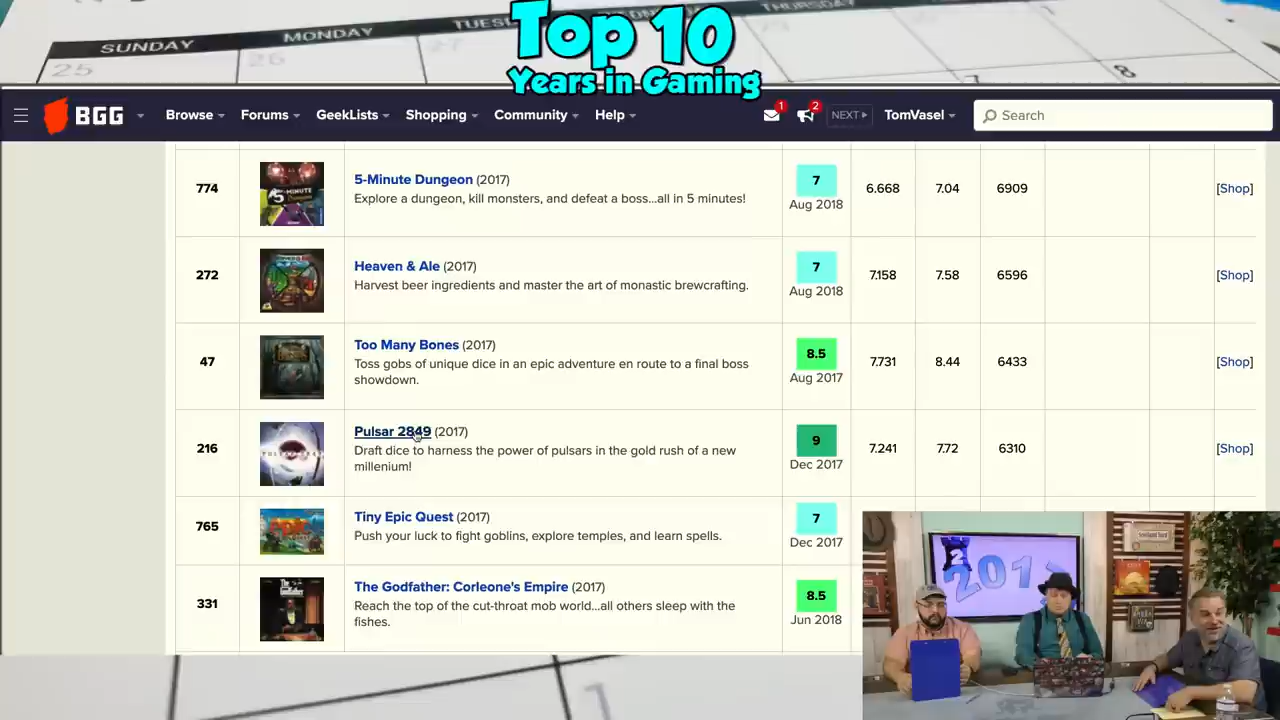 Top 10
Years in Gaming
SUNDAY
MONDAY
THURSDAY
25
26
8
BGG
Browse
Forums
GeekLists
Shopping
Community
Help
1
2
NEXT
TomVasel
Search
774
5-MINUTE
5-Minute Dungeon (2017)
Explore a dungeon, kill monsters, and defeat a boss...all in 5 minutes!
7
Aug 2018
6.668
7.04
6909
[Shop]
272
Heaven & Ale (2017)
Harvest beer ingredients and master the art of monastic brewcrafting.
7
Aug 2018
7.158
7.58
6596
[Shop]
47
Too Many Bones (2017)
Toss gobs of unique dice in an epic adventure en route to a final boss
showdown.
8.5
Aug 2017
7.731
8.44
6433
[Shop]
216
Pulsar 2849 (2017)
Draft dice to harness the power of pulsars in the gold rush of a new
millenium!
9
Dec 2017
7.241
7.72
6310
[Shop]
765
Tiny Epic Quest (2017)
Push your luck to fight goblins, explore temples, and learn spells.
7
Dec 2017
331
The Godfather: Corleone's Empire (2017)
Reach the top of the cut-throat mob world...all others sleep with the
fishes.
8.5
Jun 2018
2